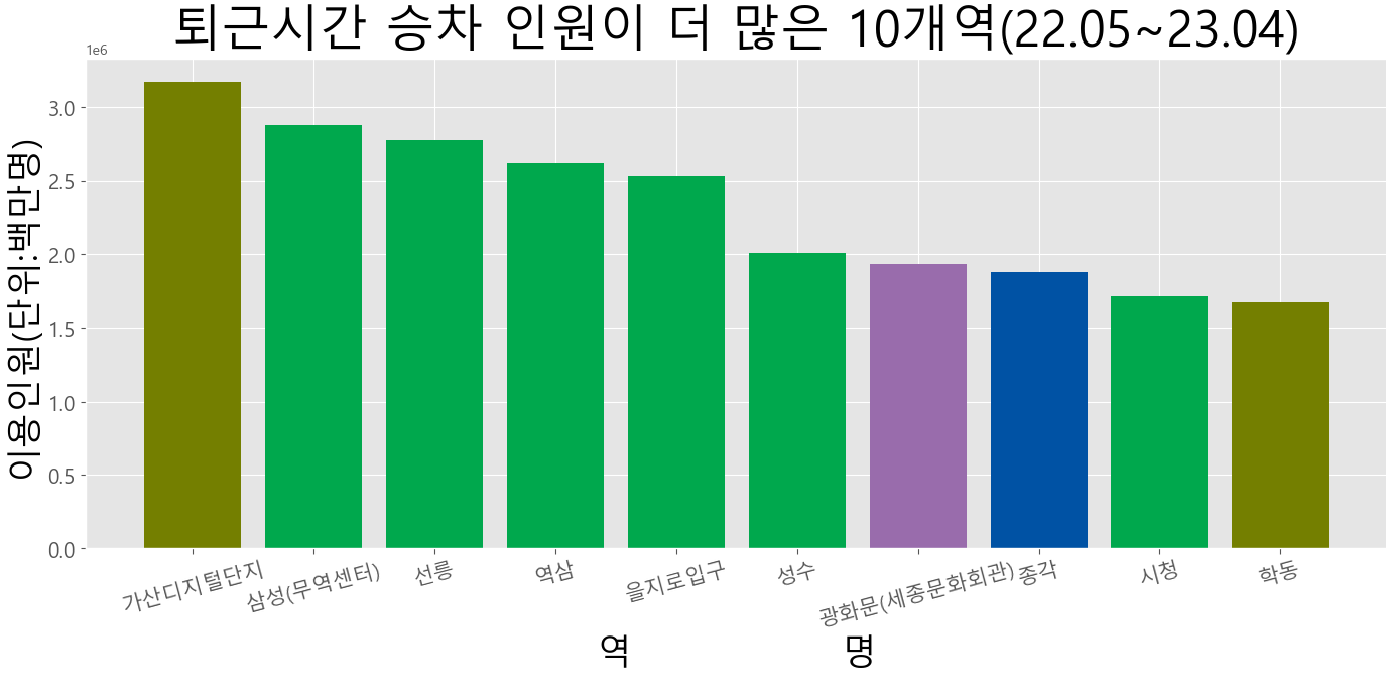 퇴근시간 승차 인원이 더 많은 10개역(22.05~23.04)
1e6
이용인원(단위:백만명)
3.0
2.5
2.0
1.5
1.0
0.5
0.0
가산디지털단지
삼성(무역센터)
선릉
역삼
을지로입구
성수
광화문(세종문화회관)
종각
시청
학동
역 명